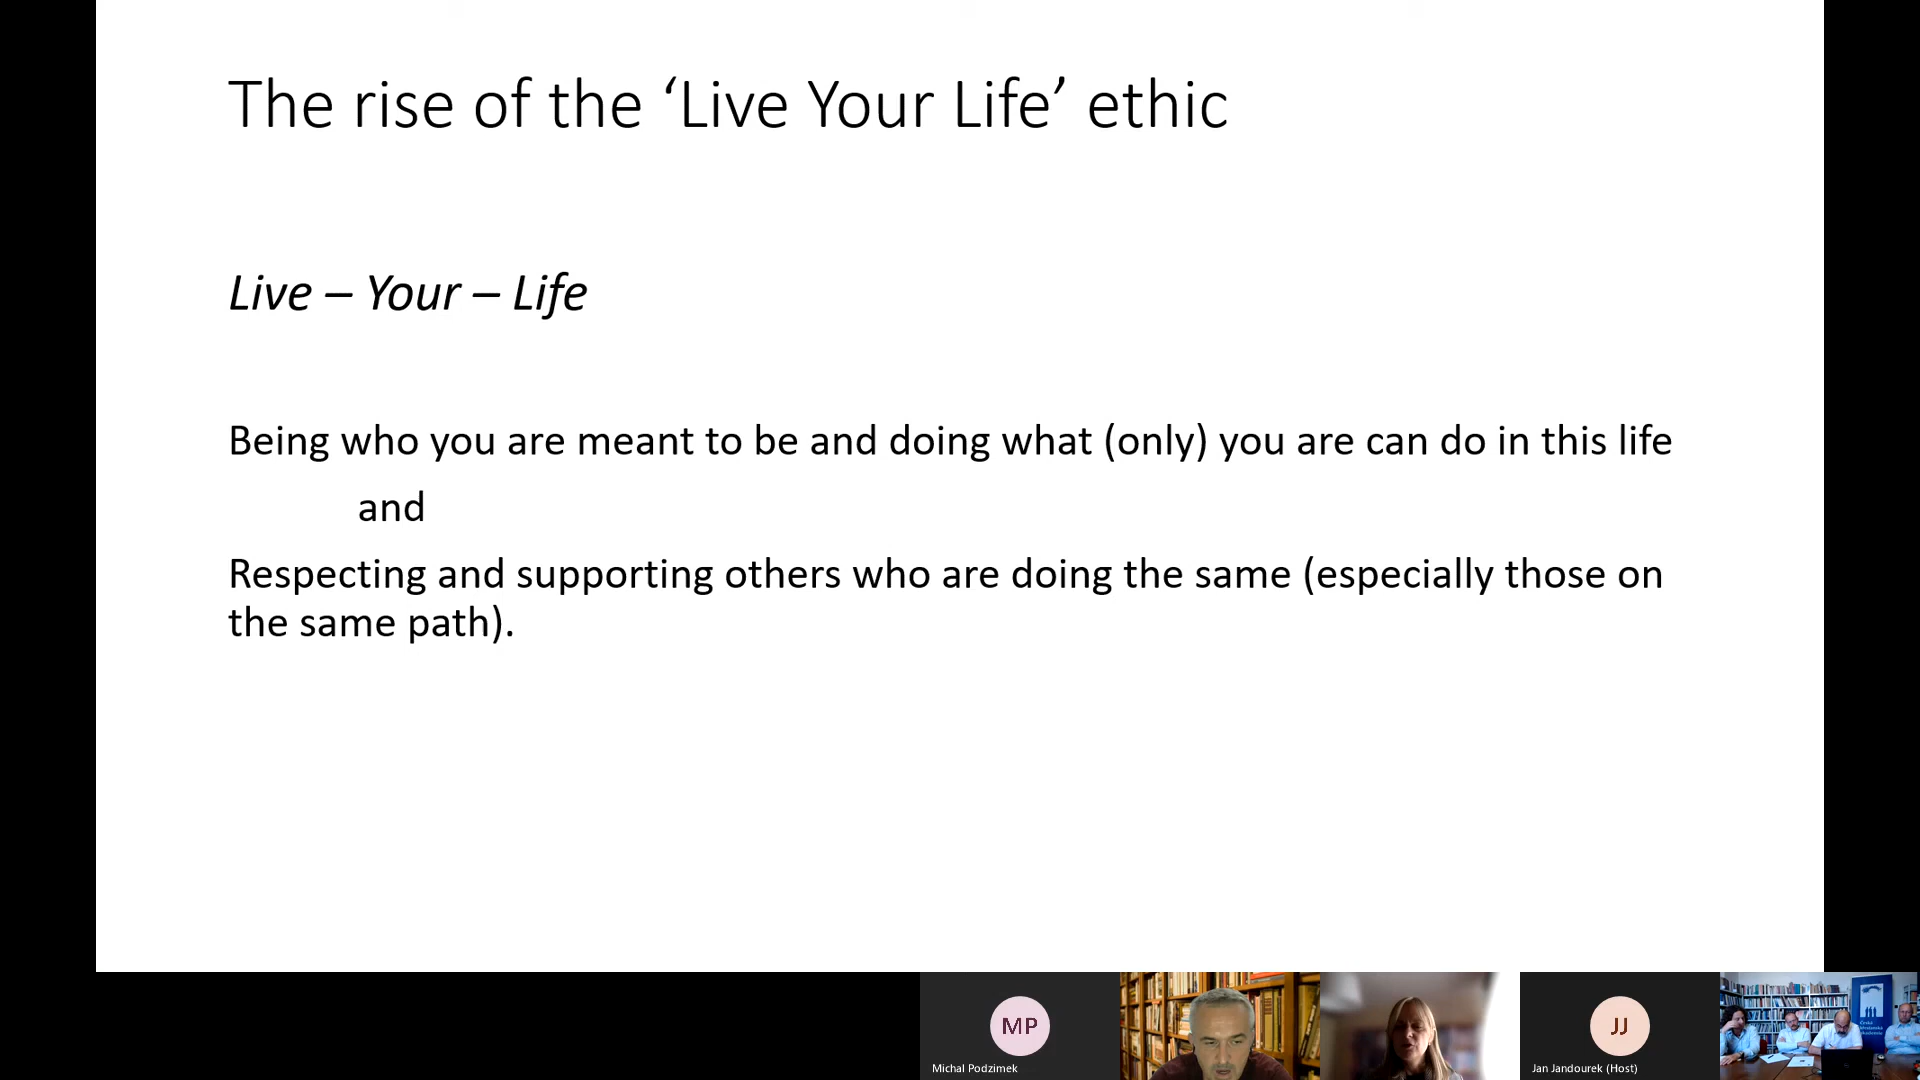 The rise of the ‘Live Your Life’ ethic
Live – Your – Life
Being who you are meant to be and doing what (only) you are can do in this life
and
Respecting and supporting others who are doing the same (especially those on
the same path).
MP
Michal Podzimek
JJ
Jan Jandourek (Host)